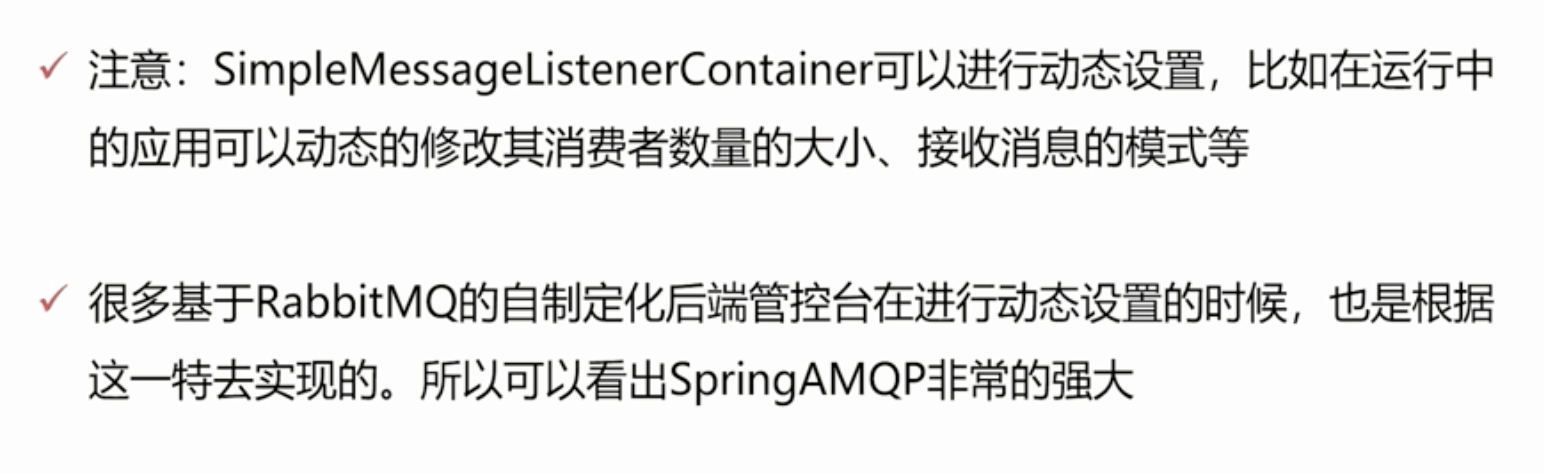 ✓ 注意：SimpleMessageListenerContainer可以进行动态设置，比如在运行中
的应用可以动态的修改其消费者数量的大小、接收消息的模式等
✓ 很多基于RabbitMQ的自制定化后端管控台在进行动态设置的时候，也是根据
这一特去实现的。所以可以看出SpringAMQP非常的强大